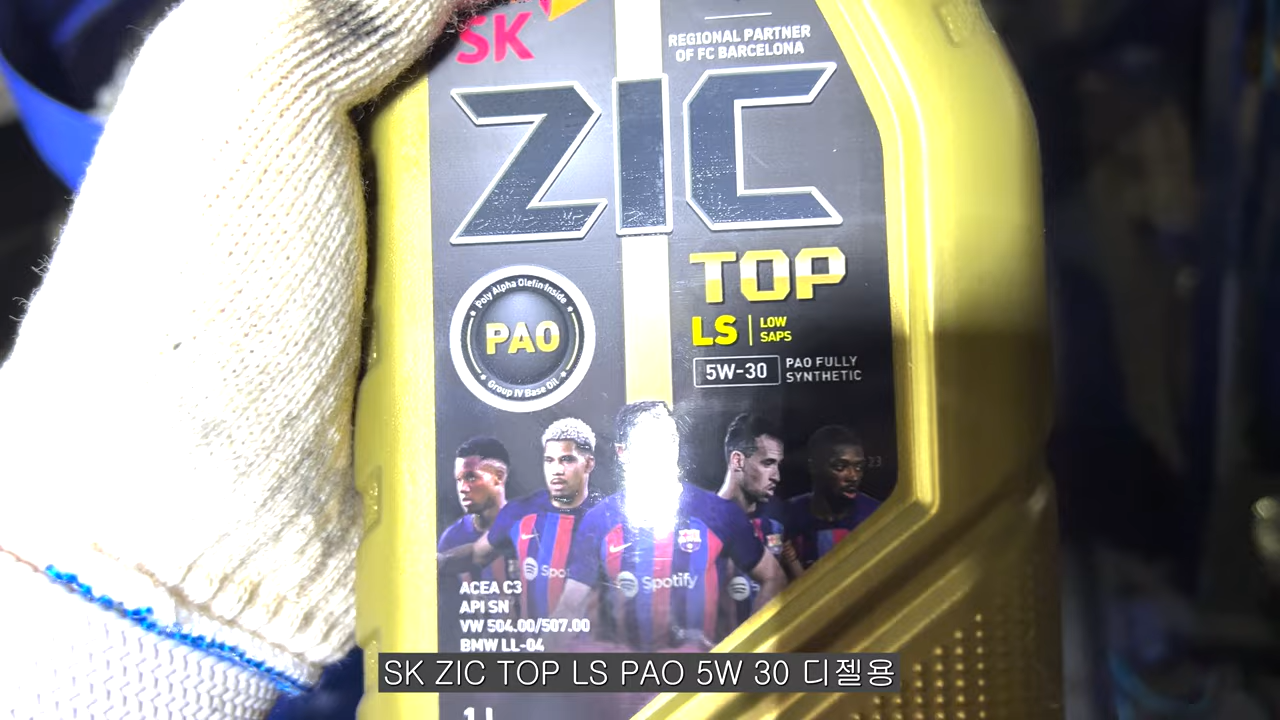 SK
REGIONAL PARTNER
OF FC BARCELONA
ZIC
TOP
LS | LOW
SAPS
5W-30 PAO FULLY
SYNTHETIC
Poly Alpha Olefin Inside
PAO
Group IV Base Oil
Spotify
ACEA C3
API SN
VW 504.00/507.00
BMW LL-04
SK ZIC TOP LS PAO 5W 30 디젤용